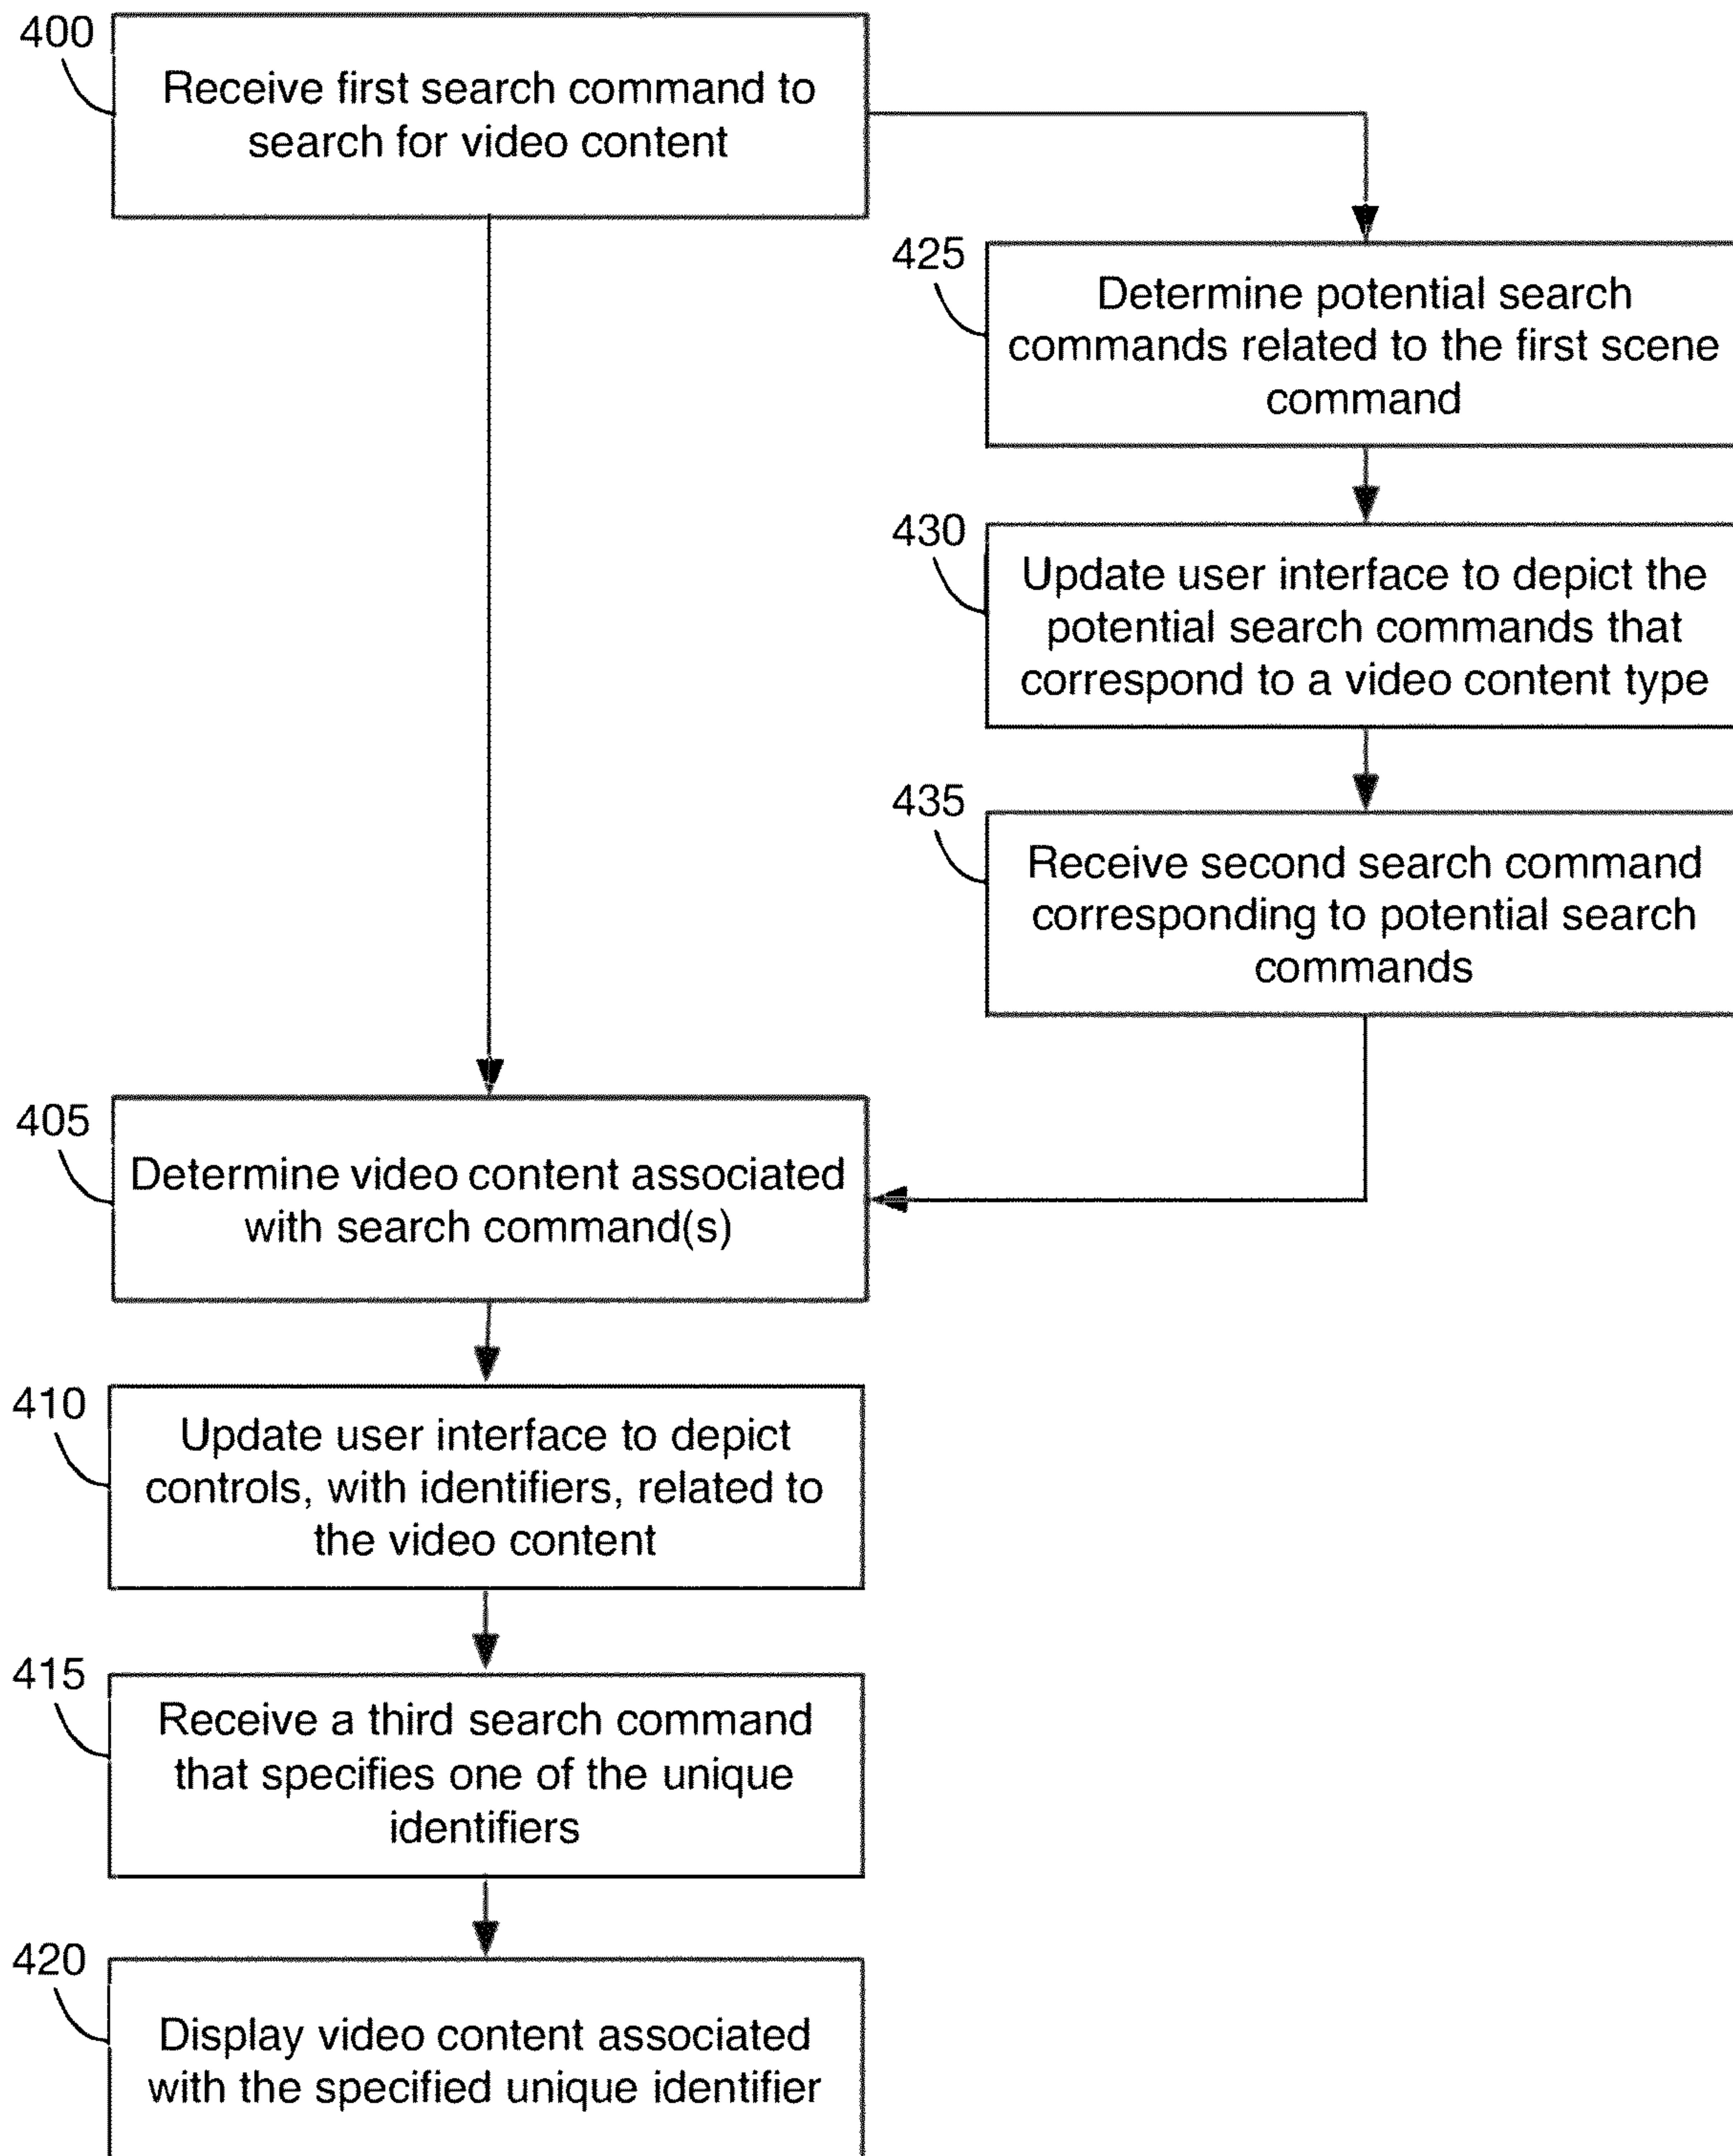 400
Receive first search command to
search for video content
425
Determine potential search
commands related to the first scene
command
430
Update user interface to depict the
potential search commands that
correspond to a video content type
435
Receive second search command
corresponding to potential search
commands
405
Determine video content associated
with search command(s)
410
Update user interface to depict
controls, with identifiers, related to
the video content
415
Receive a third search command
that specifies one of the unique
identifiers
420
Display video content associated
with the specified unique identifier